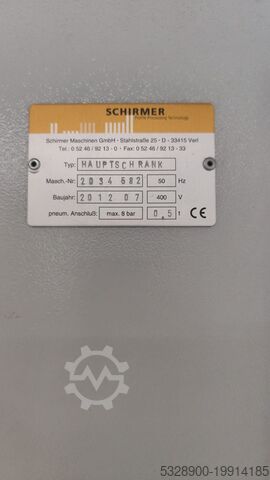 SCHIRMER
Profile Processing Technology
Schirmer Maschinen GmbH - Stahlstraße 25 - D - 33415 Verl
Tel.: 0 52 46 / 92 13 - 0 · Fax: 0 52 46 / 92 13 - 33
Typ: HAUPTSCHRANK
Masch.-Nr: 2034682 50 Hz
Baujahr: 2012 07 400 V
pneum. Anschluß: max. 8 bar 0,5 t CE
5328900-19914185